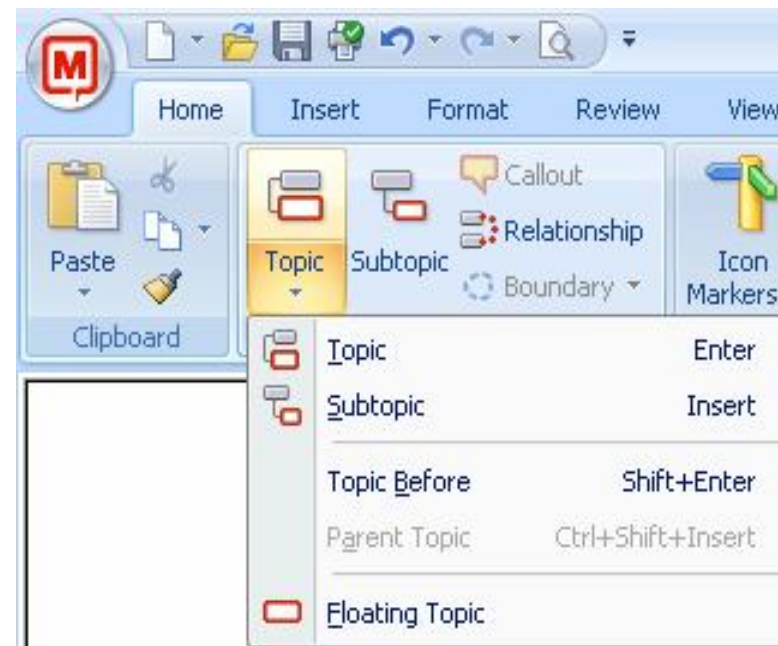 M
Home Insert Format Review View
Paste
Clipboard
Topic
Subtopic
Callout
Relationship
Boundary
Icon
Markers
Topic Enter
Subtopic Insert
Topic Before Shift+Enter
Parent Topic Ctrl+Shift+Insert
Floating Topic